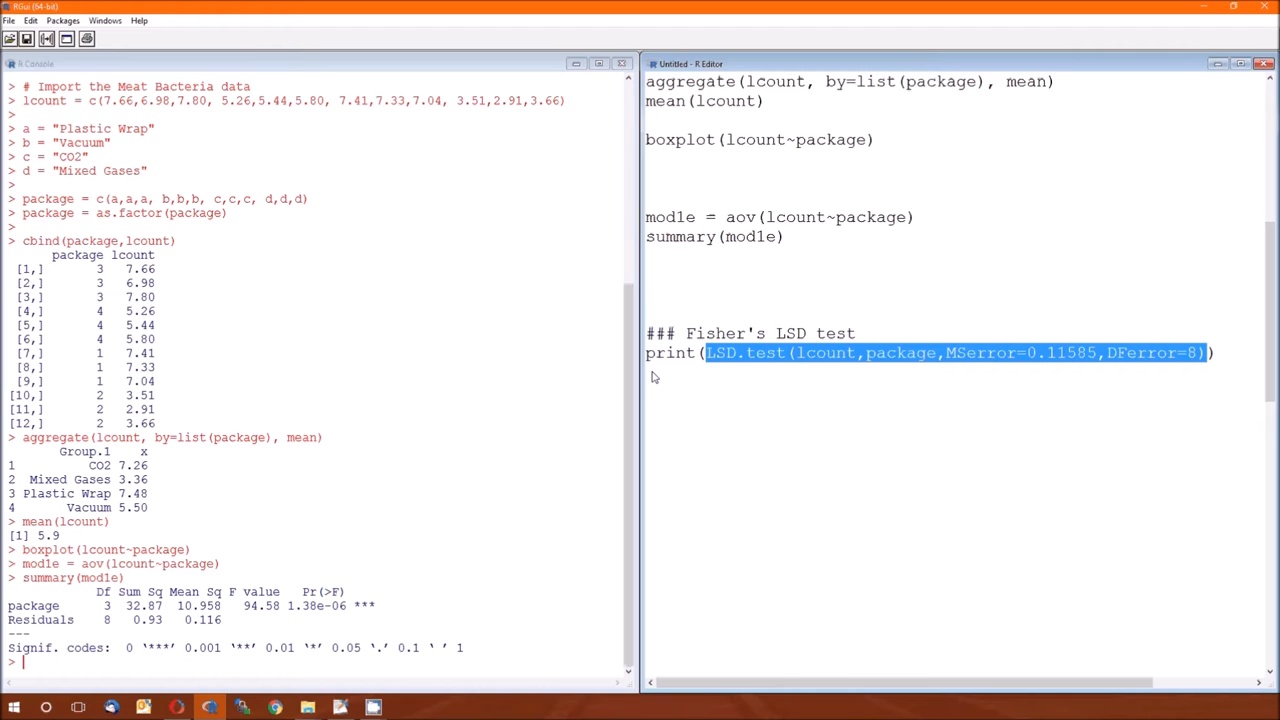 RGui (64-bit)
File Edit Packages Windows Help
R Console
> # Import the Meat Bacteria data
> lcount = c(7.66,6.98,7.80, 5.26,5.44,5.80, 7.41,7.33,7.04, 3.51,2.91,3.66)
>
> a = "Plastic Wrap"
> b = "Vacuum"
> c = "CO2"
> d = "Mixed Gases"
>
> package = c(a,a,a, b,b,b, c,c,c, d,d,d)
> package = as.factor(package)
>
> cbind(package,lcount)
package lcount
[1,] 3 7.66
[2,] 3 6.98
[3,] 3 7.80
[4,] 4 5.26
[5,] 4 5.44
[6,] 4 5.80
[7,] 1 7.41
[8,] 1 7.33
[9,] 1 7.04
[10,] 2 3.51
[11,] 2 2.91
[12,] 2 3.66
> aggregate(lcount, by=list(package), mean)
Group.1 x
1 CO2 7.26
2 Mixed Gases 3.36
3 Plastic Wrap 7.48
4 Vacuum 5.50
> mean(lcount)
[1] 5.9
> boxplot(lcount~package)
> mod1e = aov(lcount~package)
> summary(mod1e)
Df Sum Sq Mean Sq F value Pr(>F)
package 3 32.87 10.958 94.58 1.38e-06 ***
Residuals 8 0.93 0.116
---
Signif. codes: 0 ‘***’ 0.001 ‘**’ 0.01 ‘*’ 0.05 ‘.’ 0.1 ‘ ’ 1
>
Untitled - R Editor
aggregate(lcount, by=list(package), mean)
mean(lcount)
boxplot(lcount~package)
mod1e = aov(lcount~package)
summary(mod1e)
### Fisher's LSD test
print(LSD.test(lcount,package,MSerror=0.11585,DFerror=8))